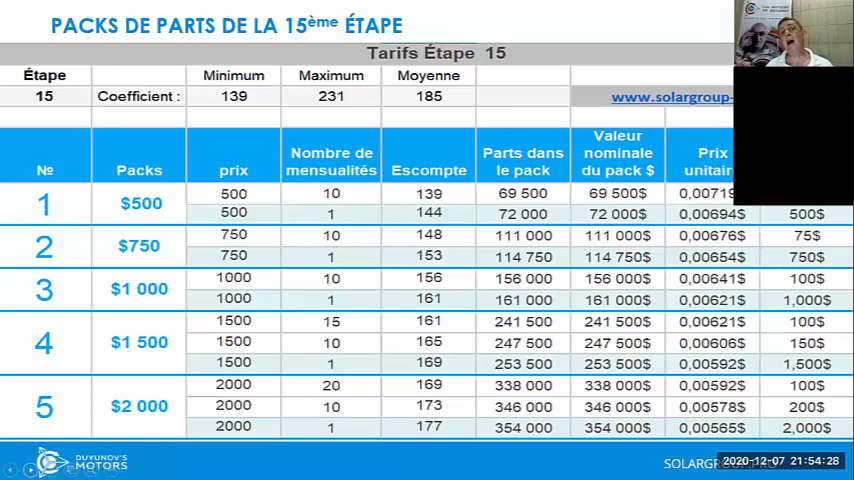 PACKS DE PARTS DE LA 15ème ÉTAPE
Tarifs Étape 15
Étape Minimum Maximum Moyenne
15 Coefficient : 139 231 185 www.solargroup-
№ Packs prix Nombre de mensualités Escompte Parts dans le pack Valeur nominale du pack $ Prix
1 $500
500 10 139 69 500 69 500$
500 1 144 72 000 72 000$ 0,00694$ 500$
2 $750
750 10 148 111 000 111 000$ 0,00676$ 75$
750 1 153 114 750 114 750$ 0,00654$ 750$
3 $1 000
1000 10 156 156 000 156 000$ 0,00641$ 100$
1000 1 161 161 000 161 000$ 0,00621$ 1,000$
4 $1 500
1500 15 161 241 500 241 500$ 0,00621$ 100$
1500 10 165 247 500 247 500$ 0,00606$ 150$
1500 1 169 253 500 253 500$ 0,00592$ 1,500$
5 $2 000
2000 20 169 338 000 338 000$ 0,00592$ 100$
2000 10 173 346 000 346 000$ 0,00578$ 200$
2000 1 177 354 000 354 000$ 0,00565$ 2,000$
DUYUNOV'S
MOTORS
SOLARGR
2020-12-07 21:54:28